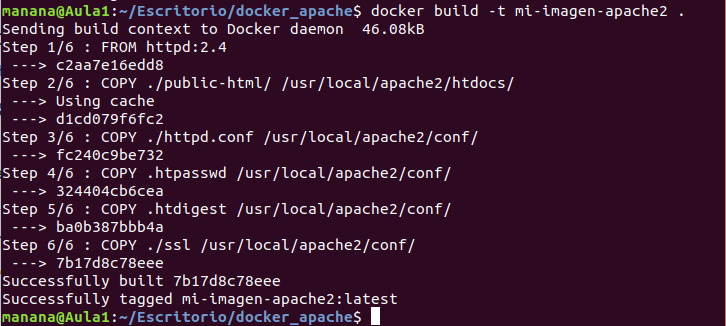 manana@Aula1:~/Escritorio/docker_apache$ docker build -t mi-imagen-apache2 .
Sending build context to Docker daemon  46.08kB
Step 1/6 : FROM httpd:2.4
 ---> c2aa7e16edd8
Step 2/6 : COPY ./public-html/ /usr/local/apache2/htdocs/
 ---> Using cache
 ---> d1cd079f6fc2
Step 3/6 : COPY ./httpd.conf /usr/local/apache2/conf/
 ---> fc240c9be732
Step 4/6 : COPY .htpasswd /usr/local/apache2/conf/
 ---> 324404cb6cea
Step 5/6 : COPY .htdigest /usr/local/apache2/conf/
 ---> ba0b387bbb4a
Step 6/6 : COPY ./ssl /usr/local/apache2/conf/
 ---> 7b17d8c78eee
Successfully built 7b17d8c78eee
Successfully tagged mi-imagen-apache2:latest
manana@Aula1:~/Escritorio/docker_apache$